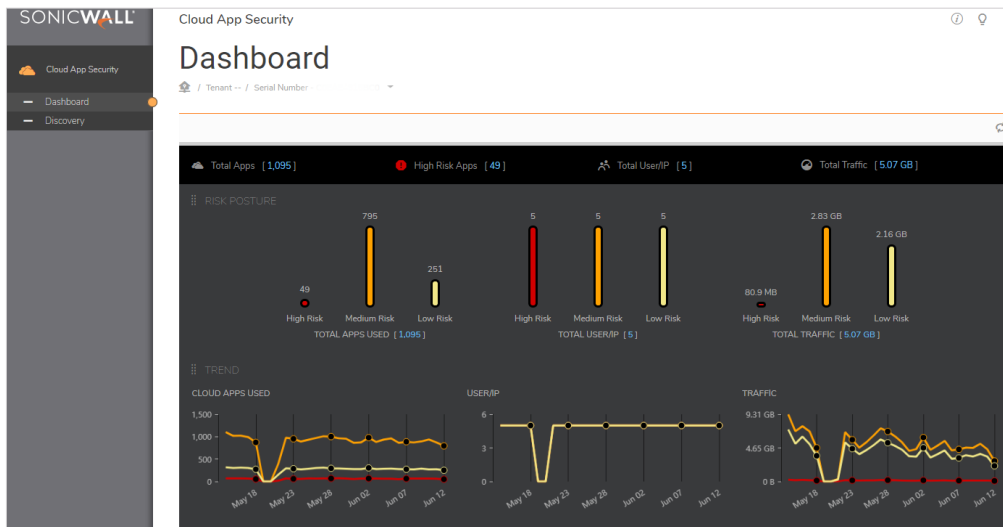 SONICWALL
Cloud App Security
Dashboard
/ Tenant -- / Serial Number
Cloud App Security
Dashboard
Discovery
Total Apps [ 1,095 ]
High Risk Apps [ 49 ]
Total User/IP [ 5 ]
Total Traffic [ 5.07 GB ]
RISK POSTURE
795
251
49
High Risk Medium Risk Low Risk
TOTAL APPS USED [ 1,095 ]
5 5 5
High Risk Medium Risk Low Risk
TOTAL USER/IP [ 5 ]
2.83 GB
2.16 GB
80.9 MB
High Risk Medium Risk Low Risk
TOTAL TRAFFIC [ 5.07 GB ]
TREND
CLOUD APPS USED
1,500
1,000
500
0
May 18 May 23 May 28 Jun 02 Jun 07 Jun 12
USER/IP
6
3
0
May 18 May 23 May 28 Jun 02 Jun 07 Jun 12
TRAFFIC
9.31 GB
4.65 GB
0 B
May 18 May 23 May 28 Jun 02 Jun 07 Jun 12